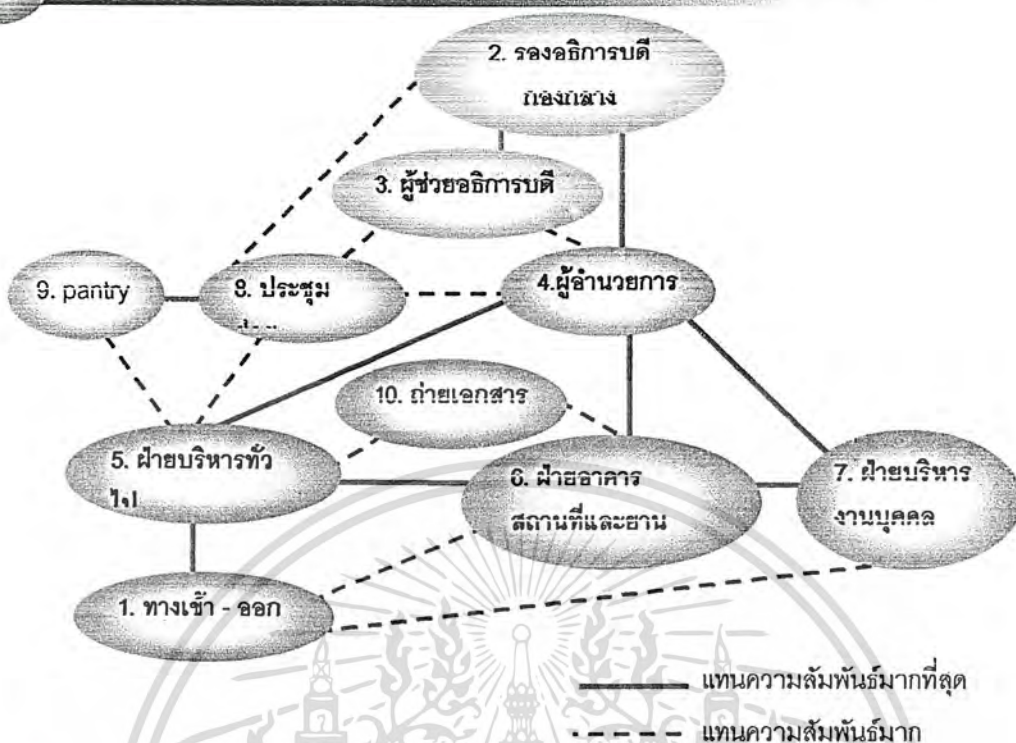 2. รองอธิการบดี
กองกลาง
3. ผู้ช่วยอธิการบดี
9. pantry
8. ประชุม
4.ผู้อำนวยการ
10. ถ่ายเอกสาร
5. ฝ่ายบริหารทั่ว
ไป
6. ฝ่ายอาคาร
สถานที่และยาน
7. ฝ่ายบริหาร
งานบุคคล
1. ทางเข้า - ออก
แทนความสัมพันธ์มากที่สุด
แทนความสัมพันธ์มาก